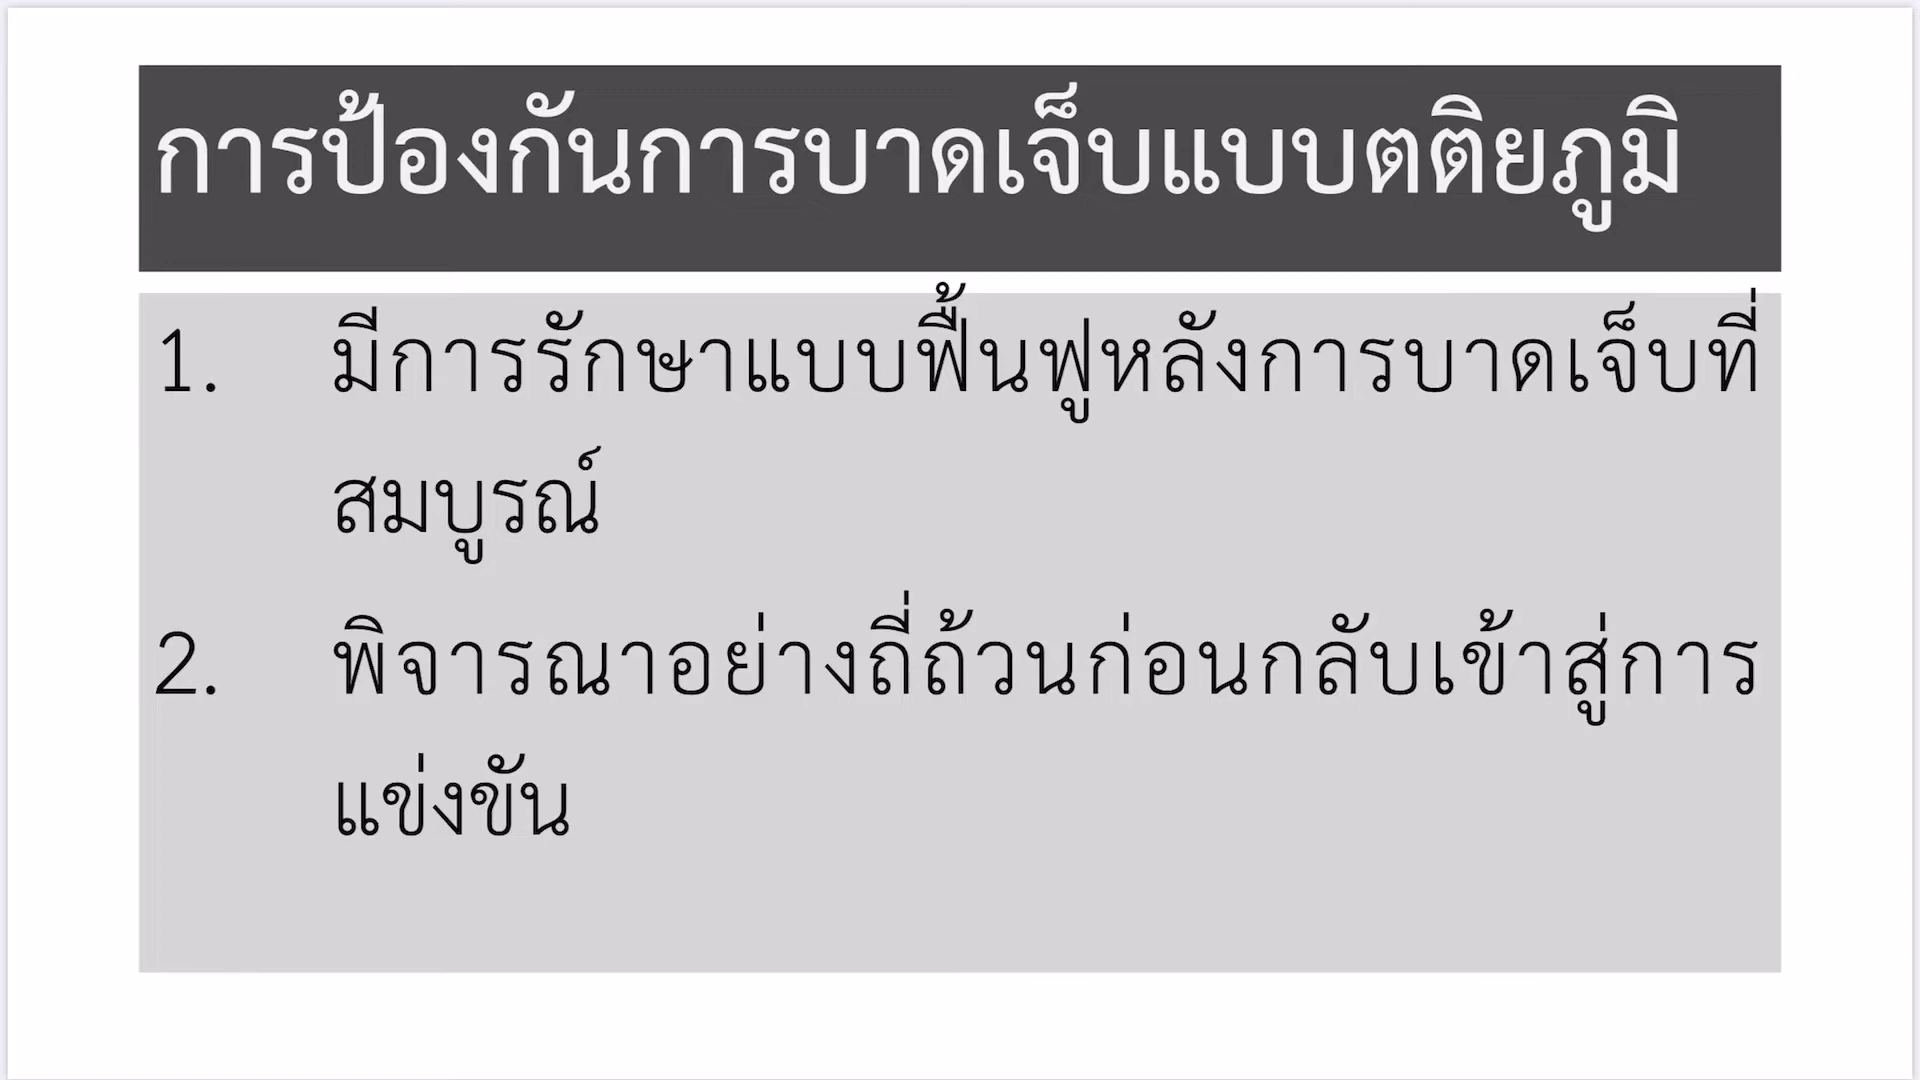 การป้องกันการบาดเจ็บแบบตติยภูมิ
1. มีการรักษาแบบฟื้นฟูหลังการบาดเจ็บที่
สมบูรณ์
2. พิจารณาอย่างถี่ถ้วนก่อนกลับเข้าสู่การ
แข่งขัน